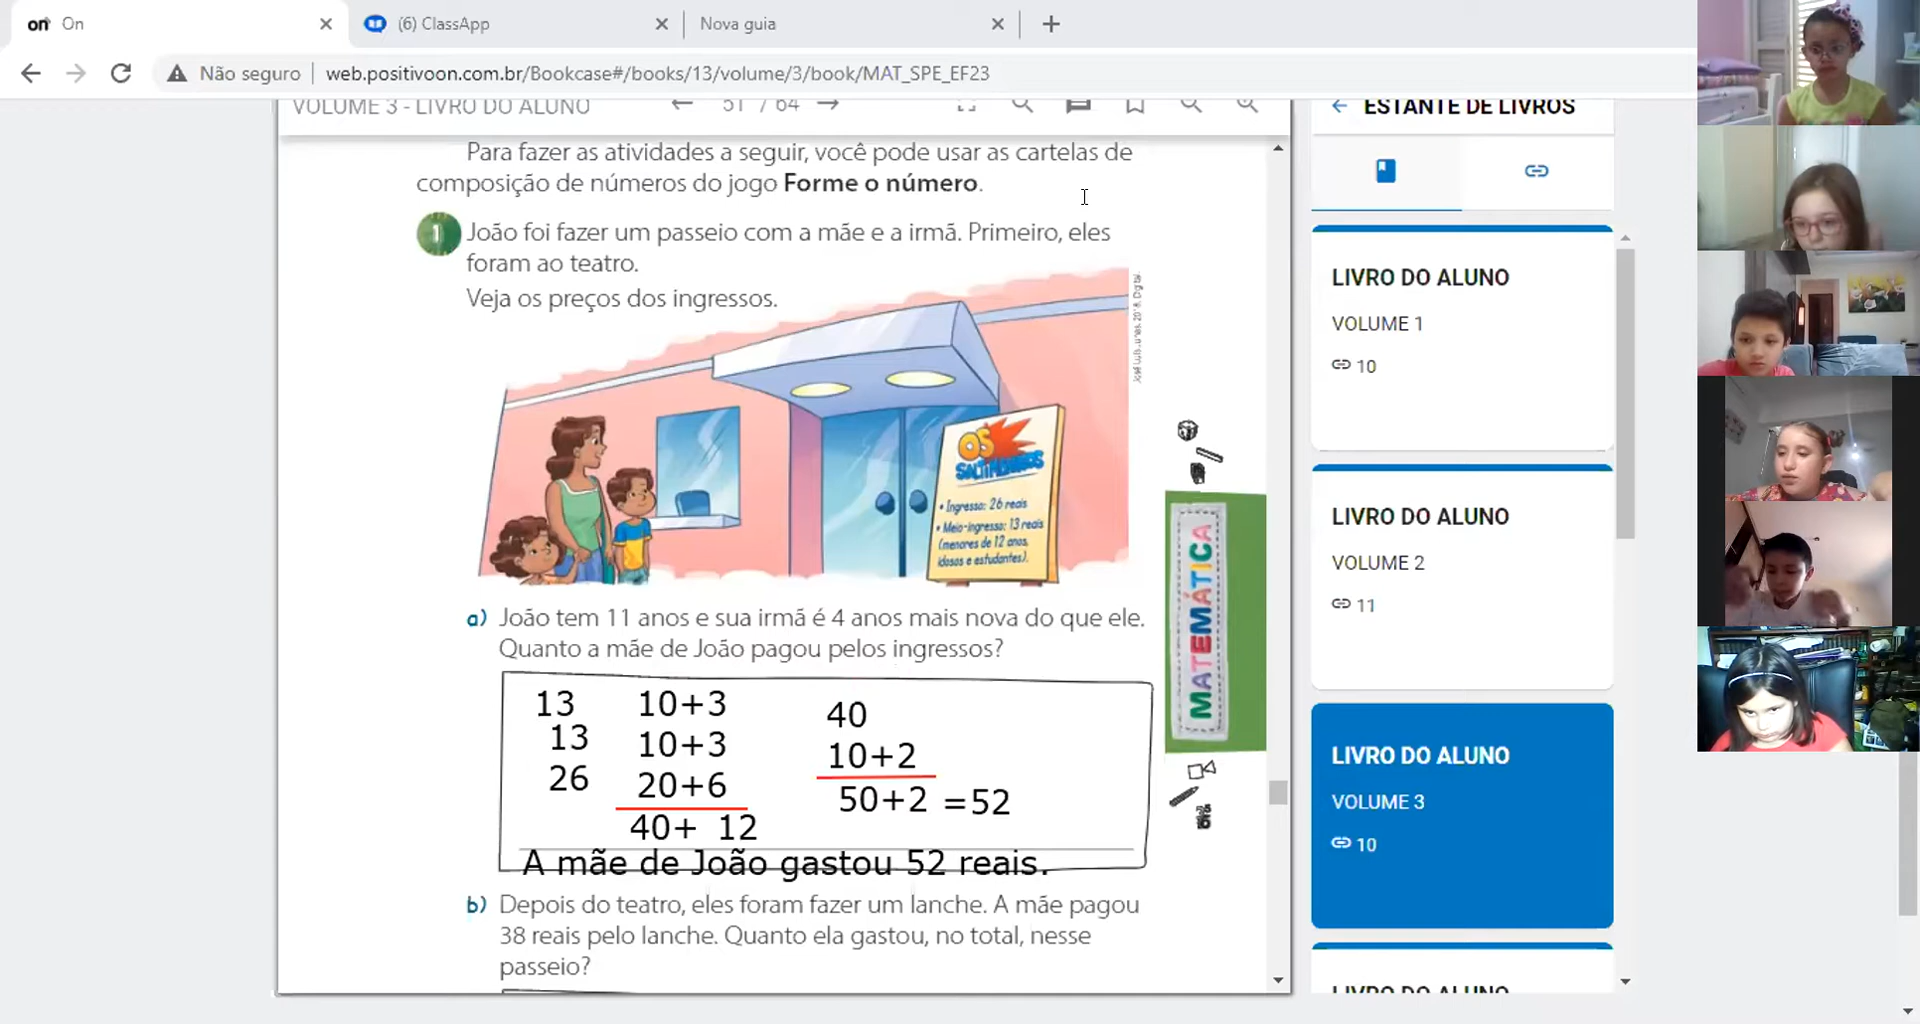 on On
(6) ClassApp
Nova guia
Não seguro
web.positivoon.com.br/Bookcase#/books/13/volume/3/book/MAT_SPE_EF23
VOLUME 3 - LIVRO DO ALUNO
51 / 64
Para fazer as atividades a seguir, você pode usar as cartelas de
composição de números do jogo Forme o número.
1 João foi fazer um passeio com a mãe e a irmã. Primeiro, eles
foram ao teatro.
Veja os preços dos ingressos.
OS
SALTIMBANCOS
• Ingresso: 26 reais
• Meio-ingresso: 13 reais
(menores de 12 anos,
idosos e estudantes).
MATEMÁTICA
a) João tem 11 anos e sua irmã é 4 anos mais nova do que ele.
Quanto a mãe de João pagou pelos ingressos?
13
13
26
10+3
10+3
20+6
40+ 12
40
10+2
50+2 =52
A mãe de João gastou 52 reais.
b) Depois do teatro, eles foram fazer um lanche. A mãe pagou
38 reais pelo lanche. Quanto ela gastou, no total, nesse
passeio?
ESTANTE DE LIVROS
LIVRO DO ALUNO
VOLUME 1
10
LIVRO DO ALUNO
VOLUME 2
11
LIVRO DO ALUNO
VOLUME 3
10
LIVRO DO ALUNO